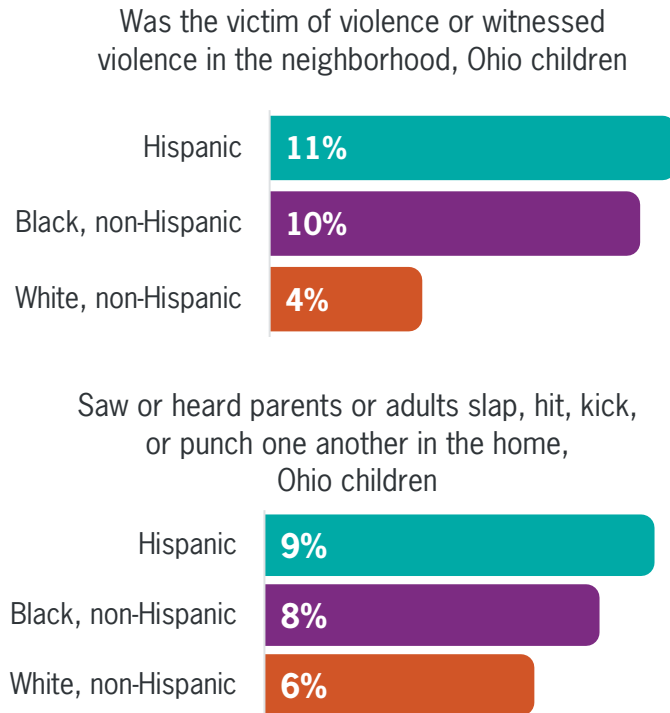 Was the victim of violence or witnessed
violence in the neighborhood, Ohio children
Hispanic 11%
Black, non-Hispanic 10%
White, non-Hispanic 4%
Saw or heard parents or adults slap, hit, kick,
or punch one another in the home,
Ohio children
Hispanic 9%
Black, non-Hispanic 8%
White, non-Hispanic 6%